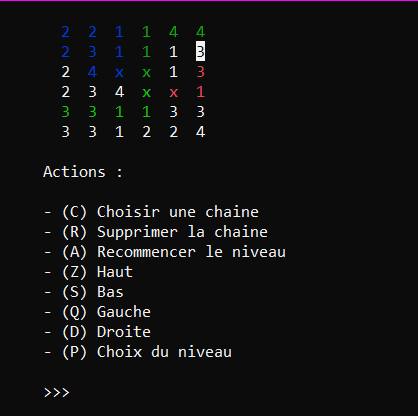 2 2 1 1 4 4
2 3 1 1 1 3
2 4 x x 1 3
2 3 4 x x 1
3 3 1 1 3 3
3 3 1 2 2 4
Actions :
- (C) Choisir une chaine
- (R) Supprimer la chaine
- (A) Recommencer le niveau
- (Z) Haut
- (S) Bas
- (Q) Gauche
- (D) Droite
- (P) Choix du niveau
>>>